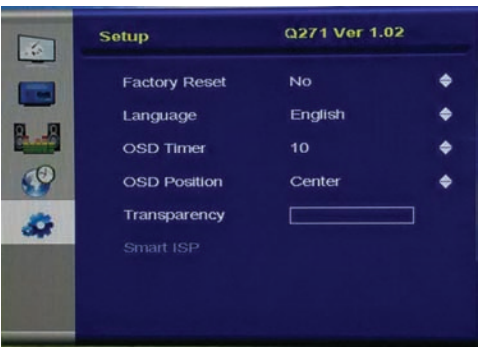 Setup Q271 Ver 1.02
Factory Reset No
Language English
OSD Timer 10
OSD Position Center
Transparency
Smart ISP